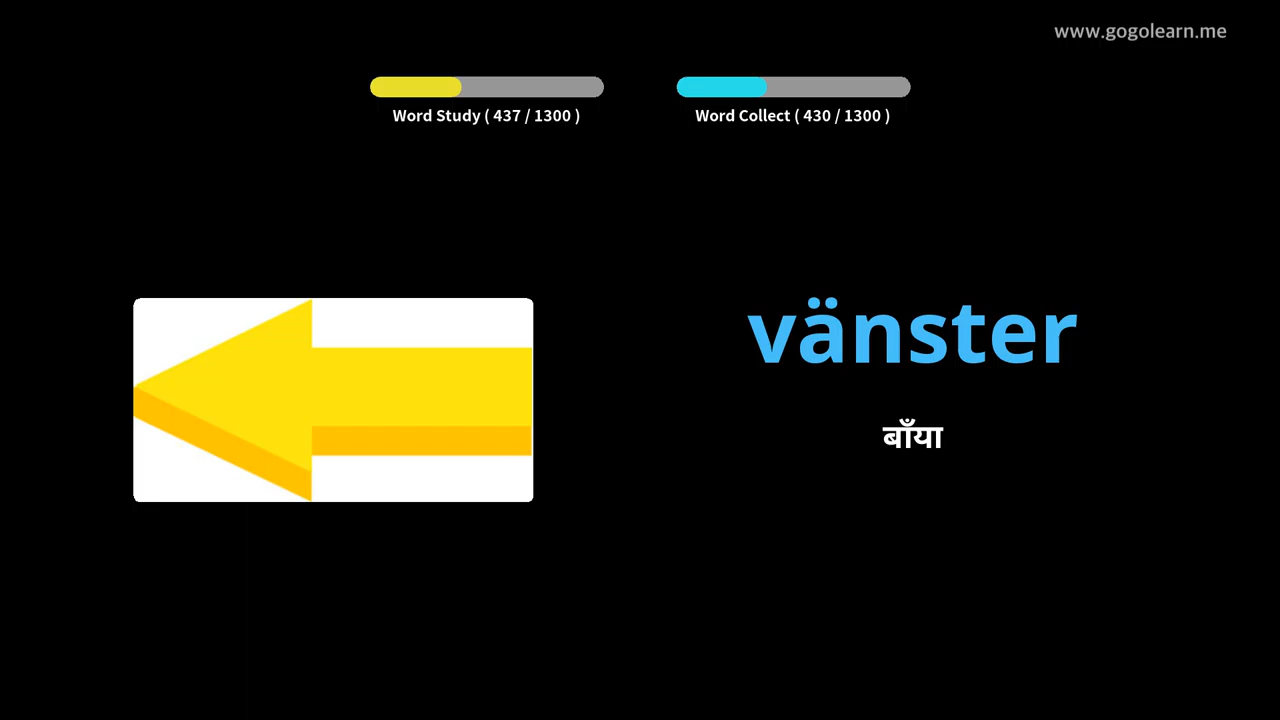 www.gogolearn.me
Word Study ( 437 / 1300 )
Word Collect ( 430 / 1300 )
vänster
बाँया